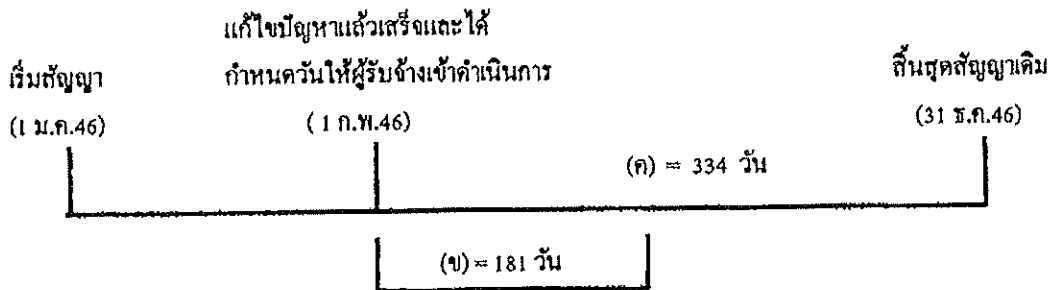 แก้ไขปัญหาแล้วเสร็จและได้
เริ่มสัญญา กำหนดวันให้ผู้รับจ้างเข้าดำเนินการ สิ้นสุดสัญญาเดิม
(1 ม.ค.46) ( 1 ก.พ.46) (31 ธ.ค.46)
(ค) = 334 วัน
(ข) = 181 วัน